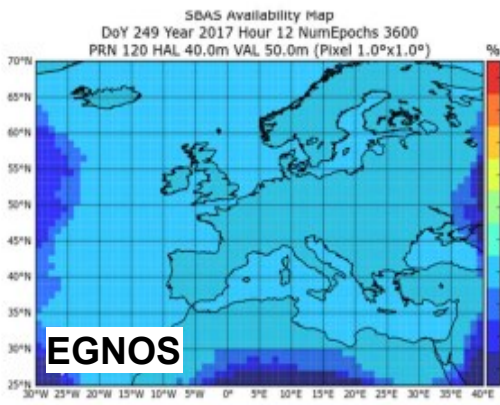 SBAS Availability Map
DoY 249 Year 2017 Hour 12 NumEpochs 3600
PRN 120 HAL 40.0m VAL 50.0m (Pixel 1.0°x1.0°)
%
70°N
65°N
60°N
55°N
50°N
45°N
40°N
35°N
30°N
25°N
EGNOS
30°W 25°W 20°W 15°W 10°W 5°W 0° 5°E 10°E 15°E 20°E 25°E 30°E 35°E 40°E